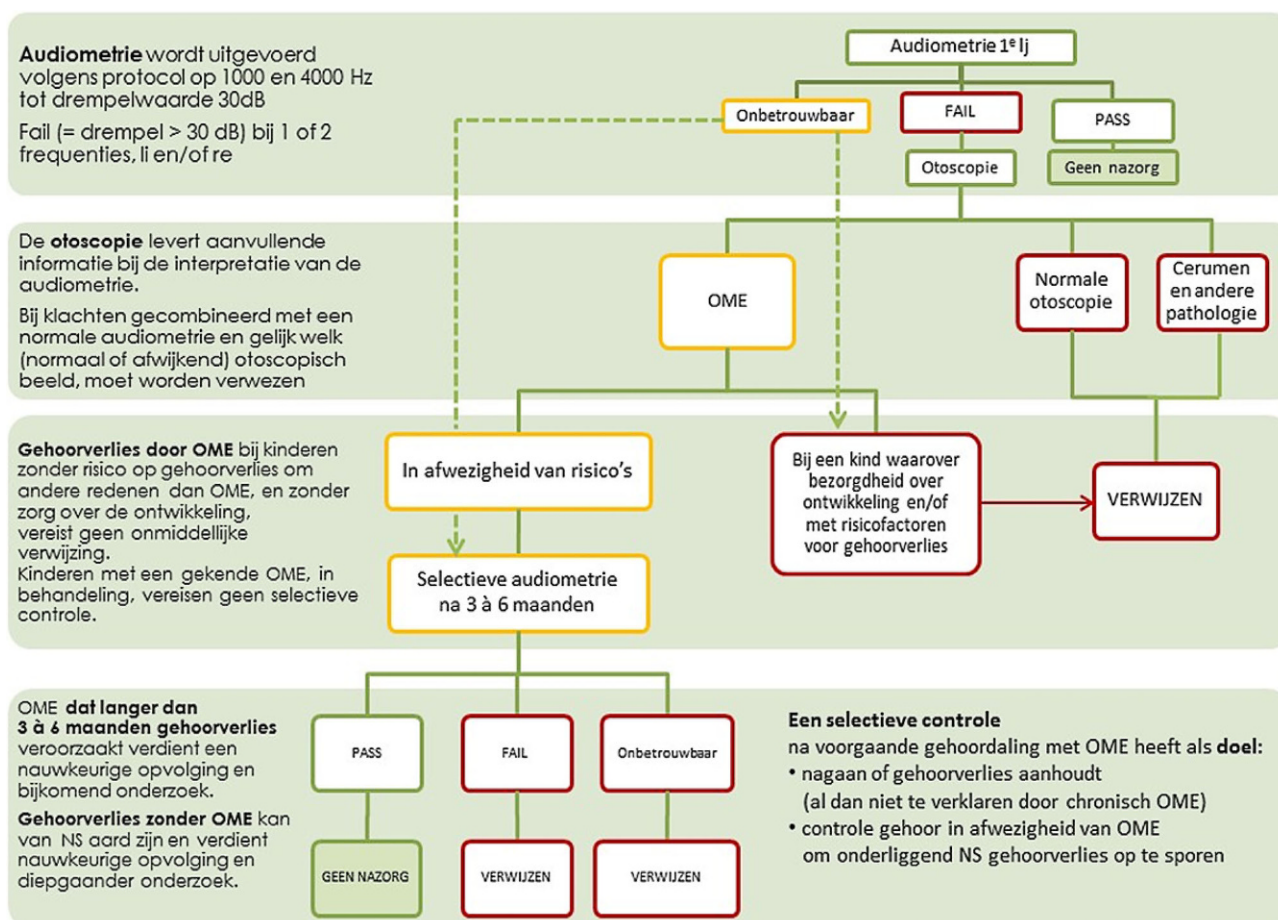 Audiometrie wordt uitgevoerd
volgens protocol op 1000 en 4000 Hz
tot drempelwaarde 30dB
Fail (= drempel > 30 dB) bij 1 of 2
frequenties, li en/of re
Audiometrie 1e lj
Onbetrouwbaar
FAIL
PASS
Otoscopie
Geen nazorg
De otoscopie levert aanvullende
informatie bij de interpretatie van de
audiometrie.
Bij klachten gecombineerd met een
normale audiometrie en gelijk welk
(normaal of afwijkend) otoscopisch
beeld, moet worden verwezen
OME
Normale
otoscopie
Cerumen
en andere
pathologie
Gehoorverlies door OME bij kinderen
zonder risico op gehoorverlies om
andere redenen dan OME, en zonder
zorg over de ontwikkeling,
vereist geen onmiddellijke
verwijzing.
Kinderen met een gekende OME, in
behandeling, vereisen geen selectieve
controle.
In afwezigheid van risico's
Bij een kind waarover
bezorgdheid over
ontwikkeling en/of
met risicofactoren
voor gehoorverlies
VERWIJZEN
Selectieve audiometrie
na 3 à 6 maanden
OME dat langer dan
3 à 6 maanden gehoorverlies
veroorzaakt verdient een
nauwkeurige opvolging en
bijkomend onderzoek.
Gehoorverlies zonder OME kan
van NS aard zijn en verdient
nauwkeurige opvolging en
diepgaander onderzoek.
PASS
FAIL
Onbetrouwbaar
GEEN NAZORG
VERWIJZEN
VERWIJZEN
Een selectieve controle
na voorgaande gehoordaling met OME heeft als doel:
• nagaan of gehoorverlies aanhoudt
(al dan niet te verklaren door chronisch OME)
• controle gehoor in afwezigheid van OME
om onderliggend NS gehoorverlies op te sporen